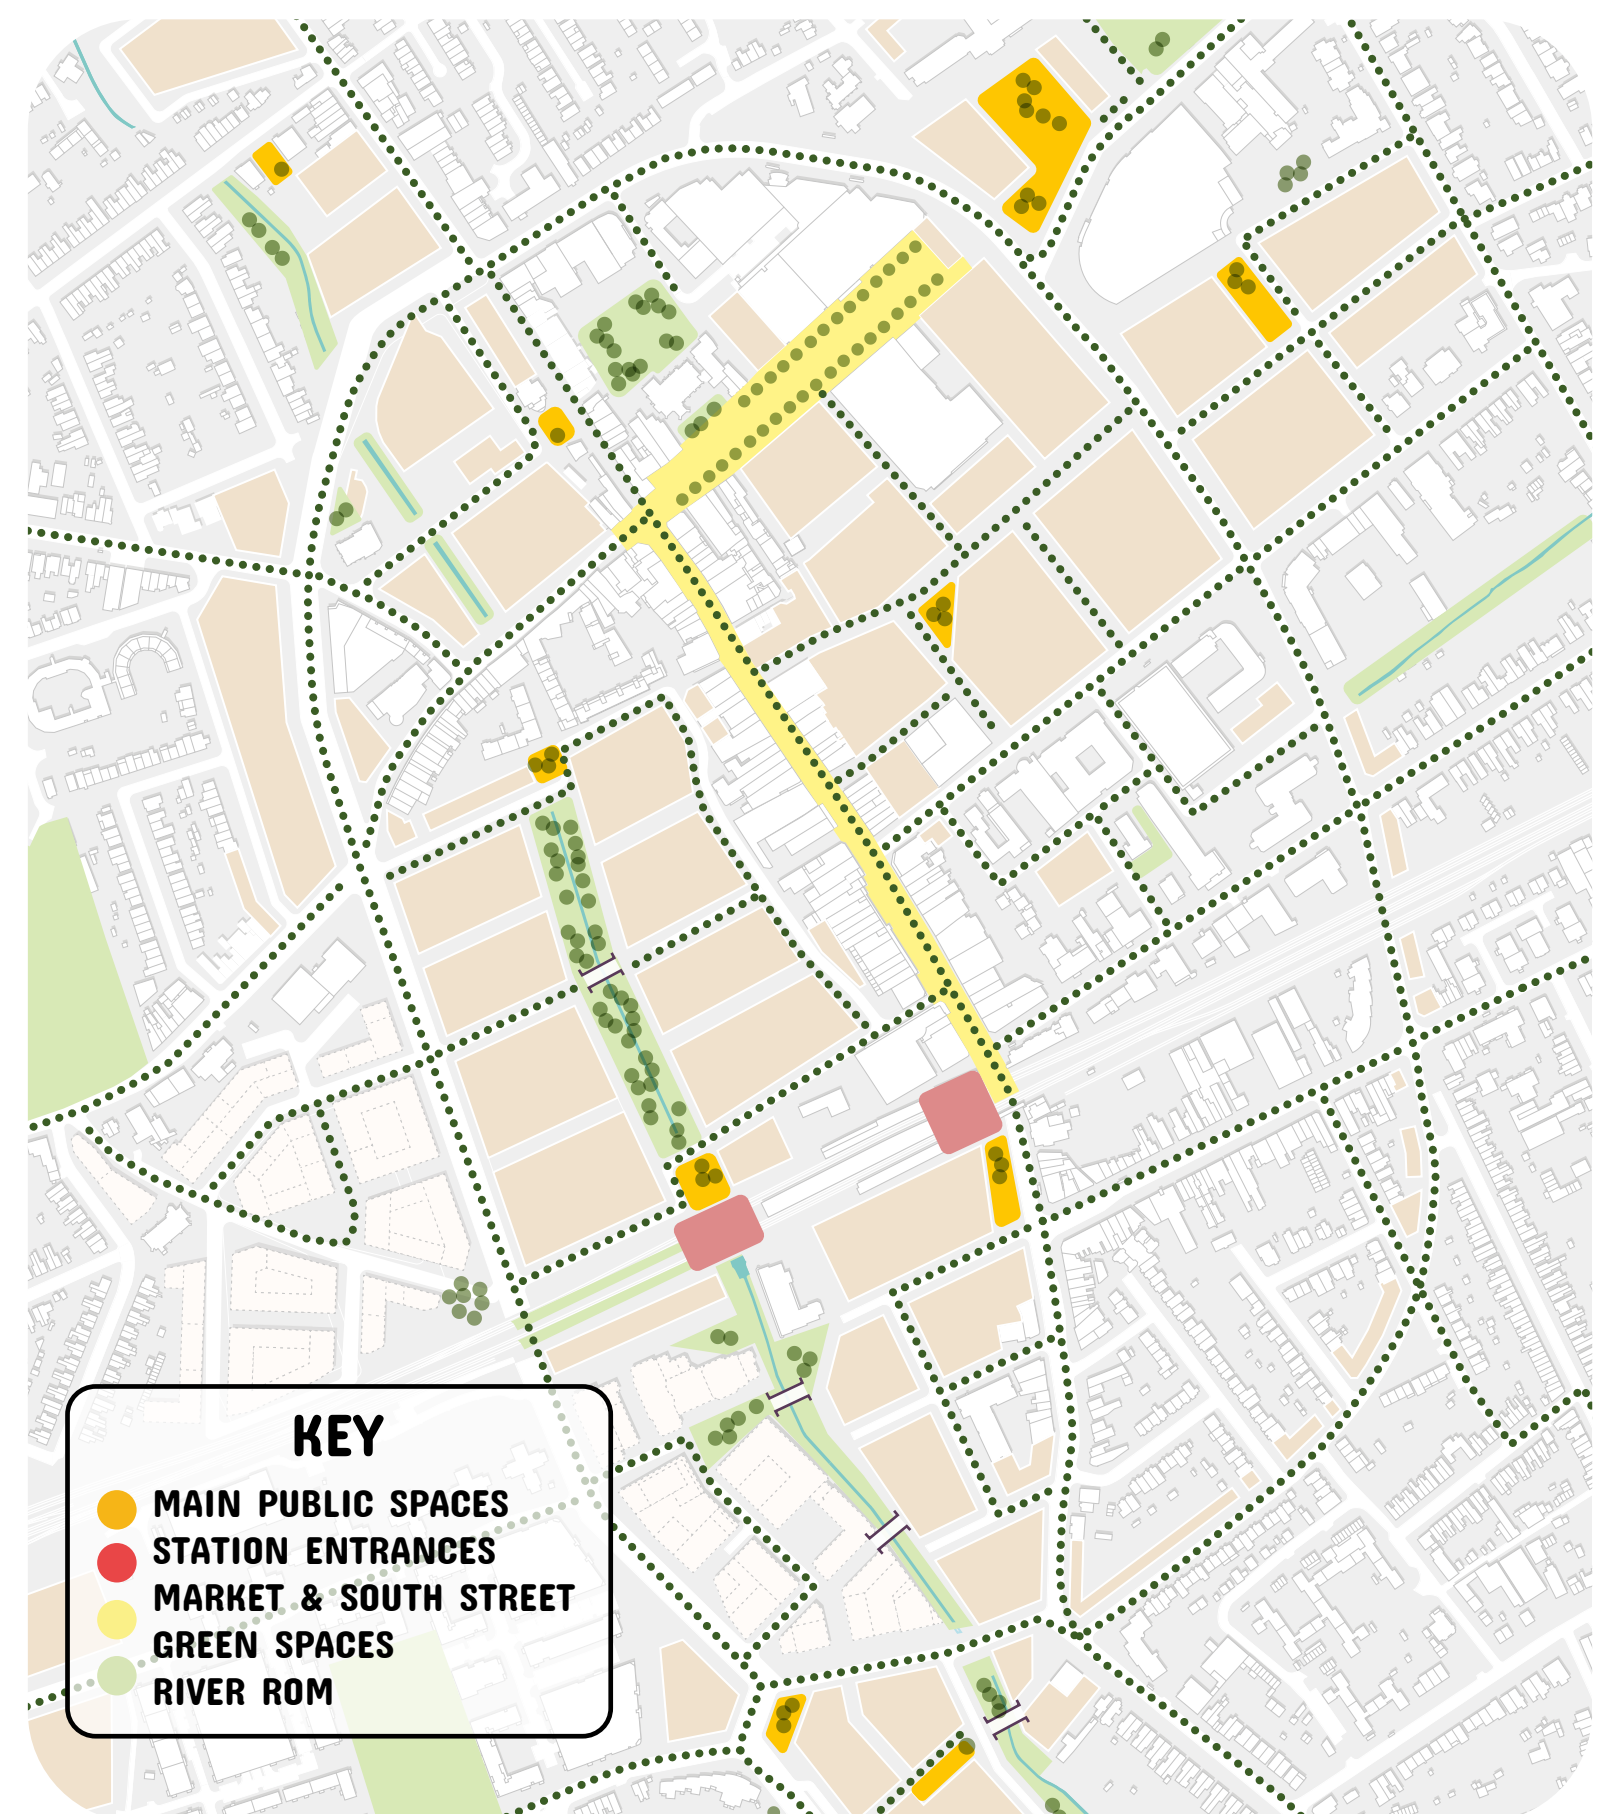 KEY
MAIN PUBLIC SPACES
STATION ENTRANCES
MARKET & SOUTH STREET
GREEN SPACES
RIVER ROM